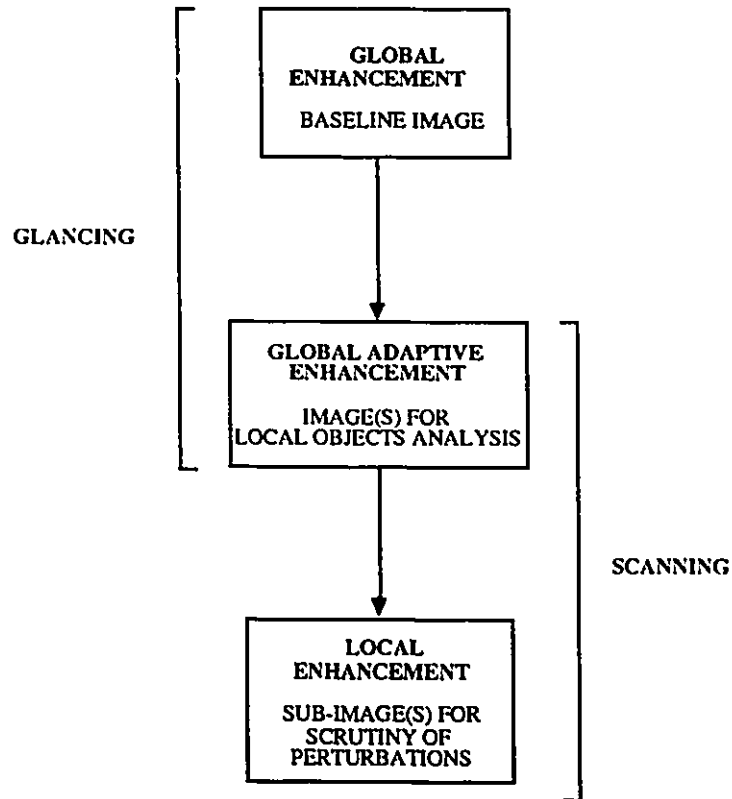 GLOBAL
ENHANCEMENT
BASELINE IMAGE
GLANCING
GLOBAL ADAPTIVE
ENHANCEMENT
IMAGE(S) FOR
LOCAL OBJECTS ANALYSIS
SCANNING
LOCAL
ENHANCEMENT
SUB-IMAGE(S) FOR
SCRUTINY OF
PERTURBATIONS